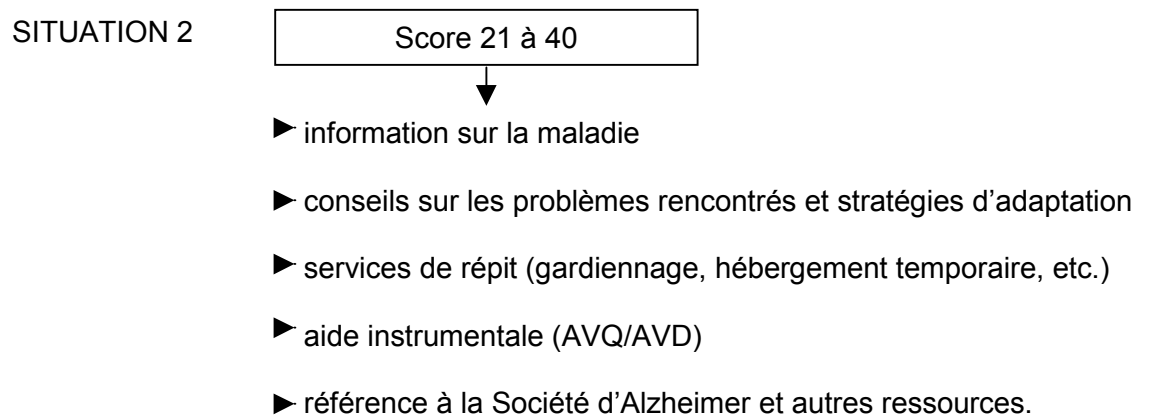 SITUATION 2
Score 21 à 40
► information sur la maladie
► conseils sur les problèmes rencontrés et stratégies d’adaptation
► services de répit (gardiennage, hébergement temporaire, etc.)
► aide instrumentale (AVQ/AVD)
► référence à la Société d’Alzheimer et autres ressources.